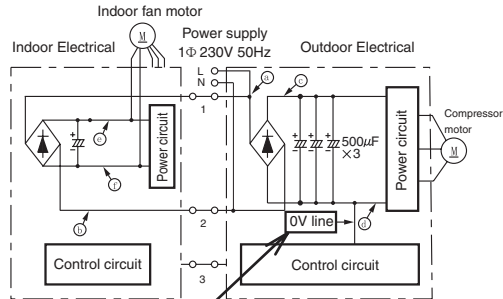 Indoor fan motor
M
Power supply
1Φ 230V 50Hz
Indoor Electrical
Outdoor Electrical
L
N
a
c
1
e
Power circuit
500μF
×3
Power circuit
Compressor
motor
M
f
b
2
0V line
d
Control circuit
3
Control circuit